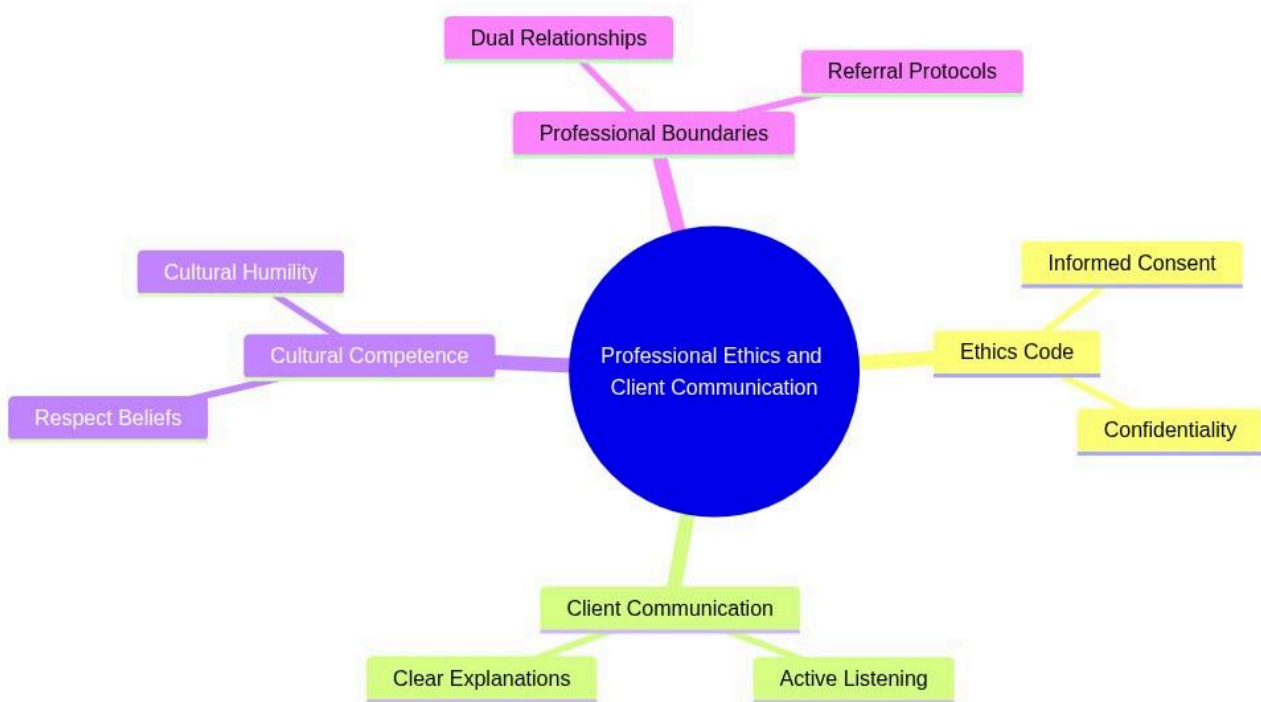 Dual Relationships
Referral Protocols
Professional Boundaries
Cultural Humility
Informed Consent
Cultural Competence
Professional Ethics and
Client Communication
Ethics Code
Respect Beliefs
Confidentiality
Client Communication
Clear Explanations
Active Listening